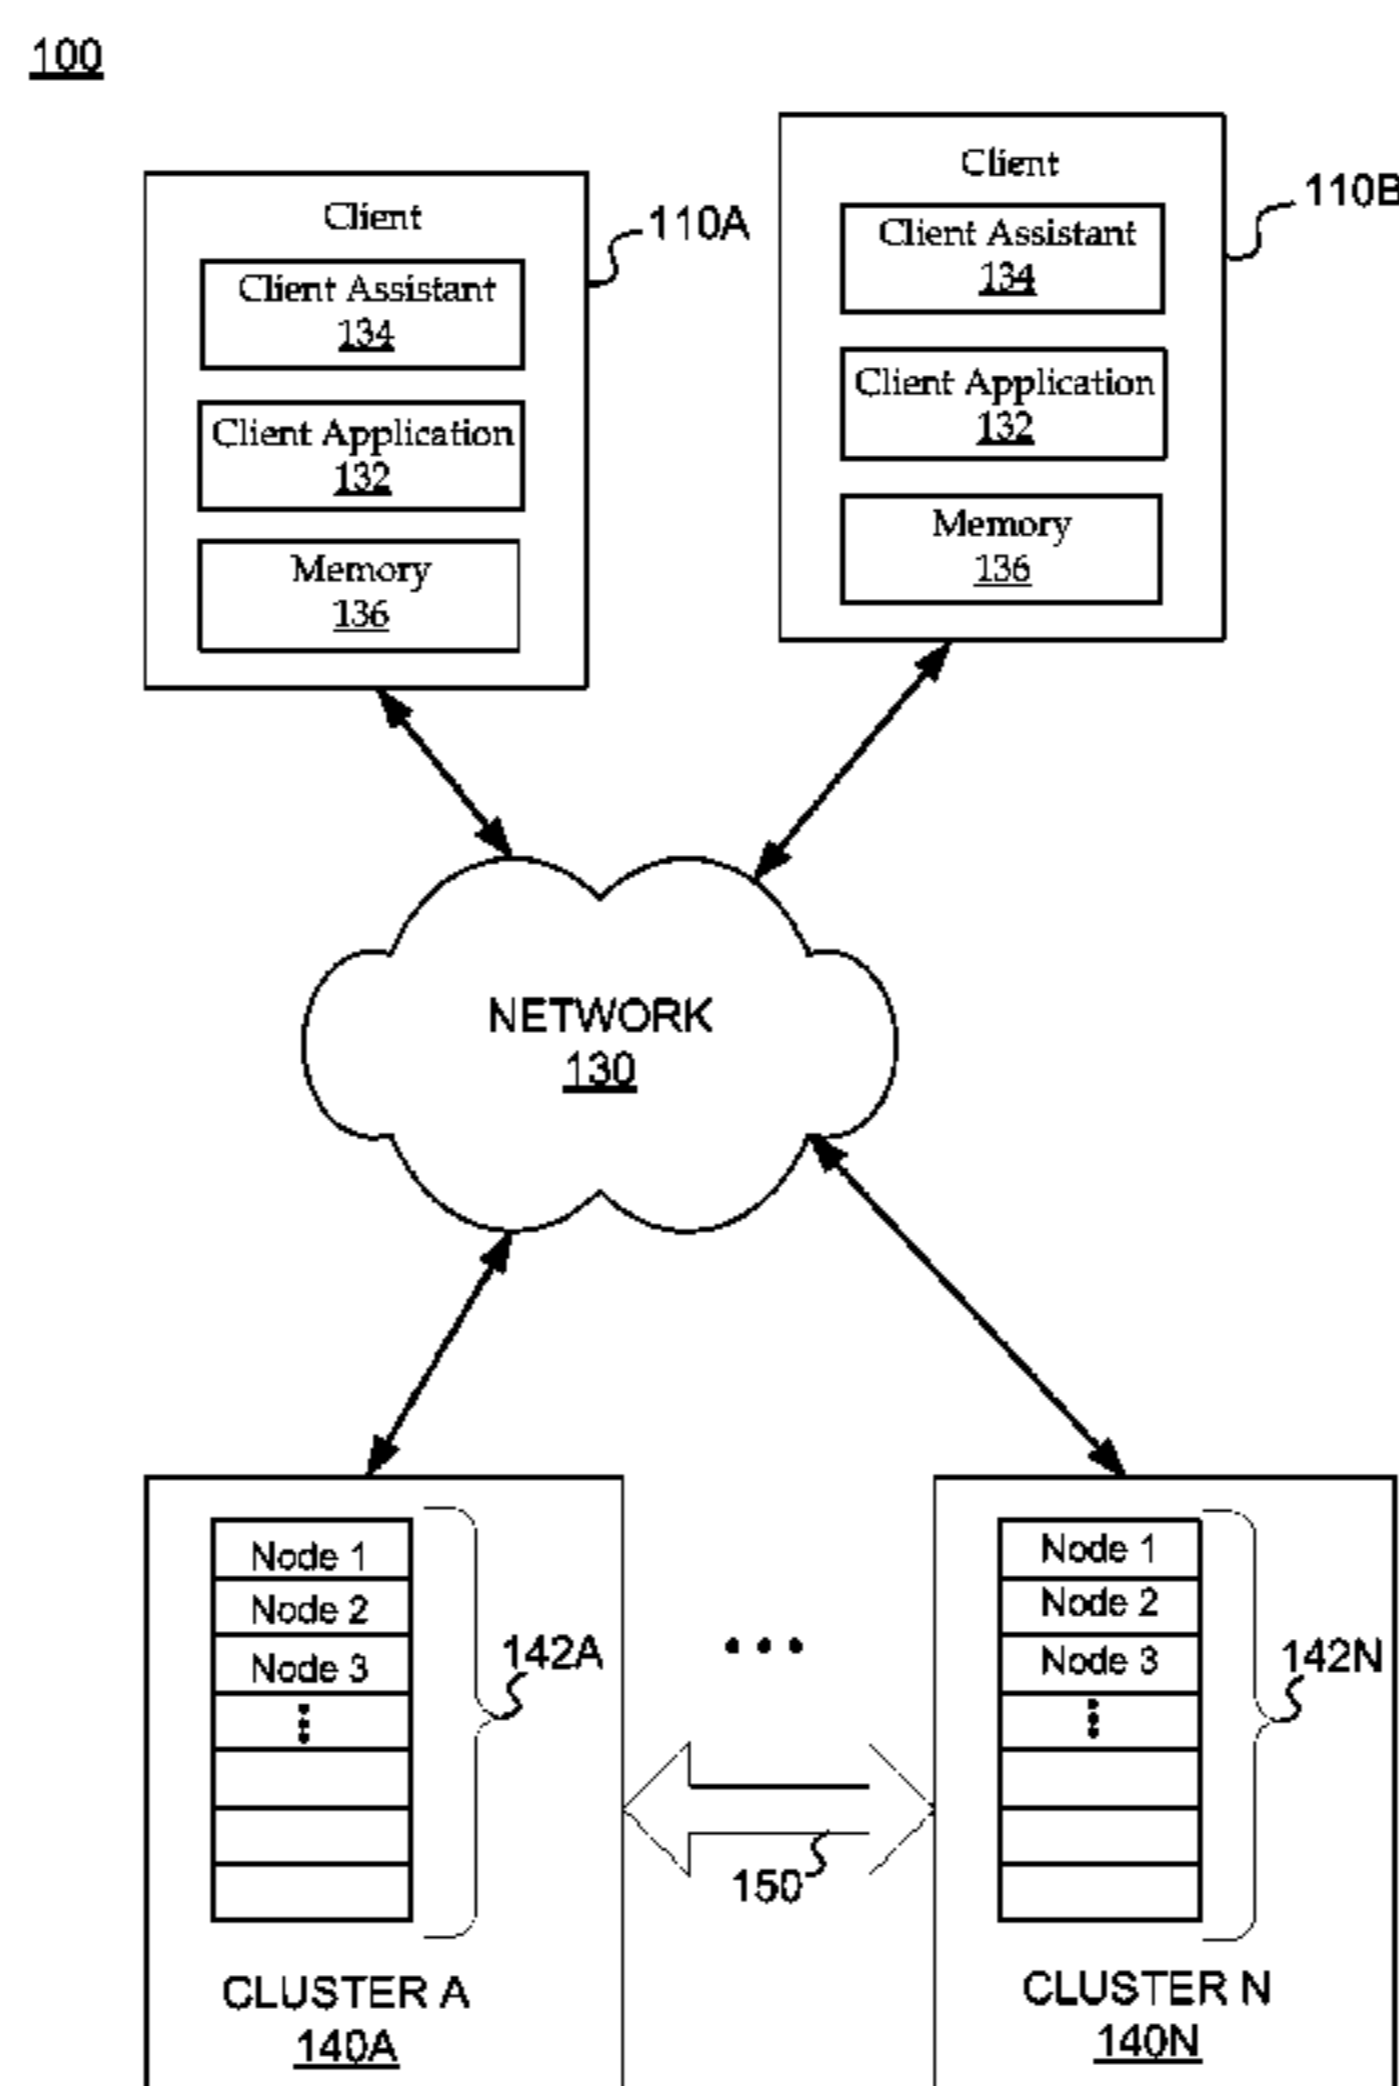 100
Client
110A
Client Assistant
134
Client Application
132
Memory
136
Client
110B
Client Assistant
134
Client Application
132
Memory
136
NETWORK
130
Node 1
Node 2
Node 3
142A
CLUSTER A
140A
...
150
Node 1
Node 2
Node 3
142N
CLUSTER N
140N